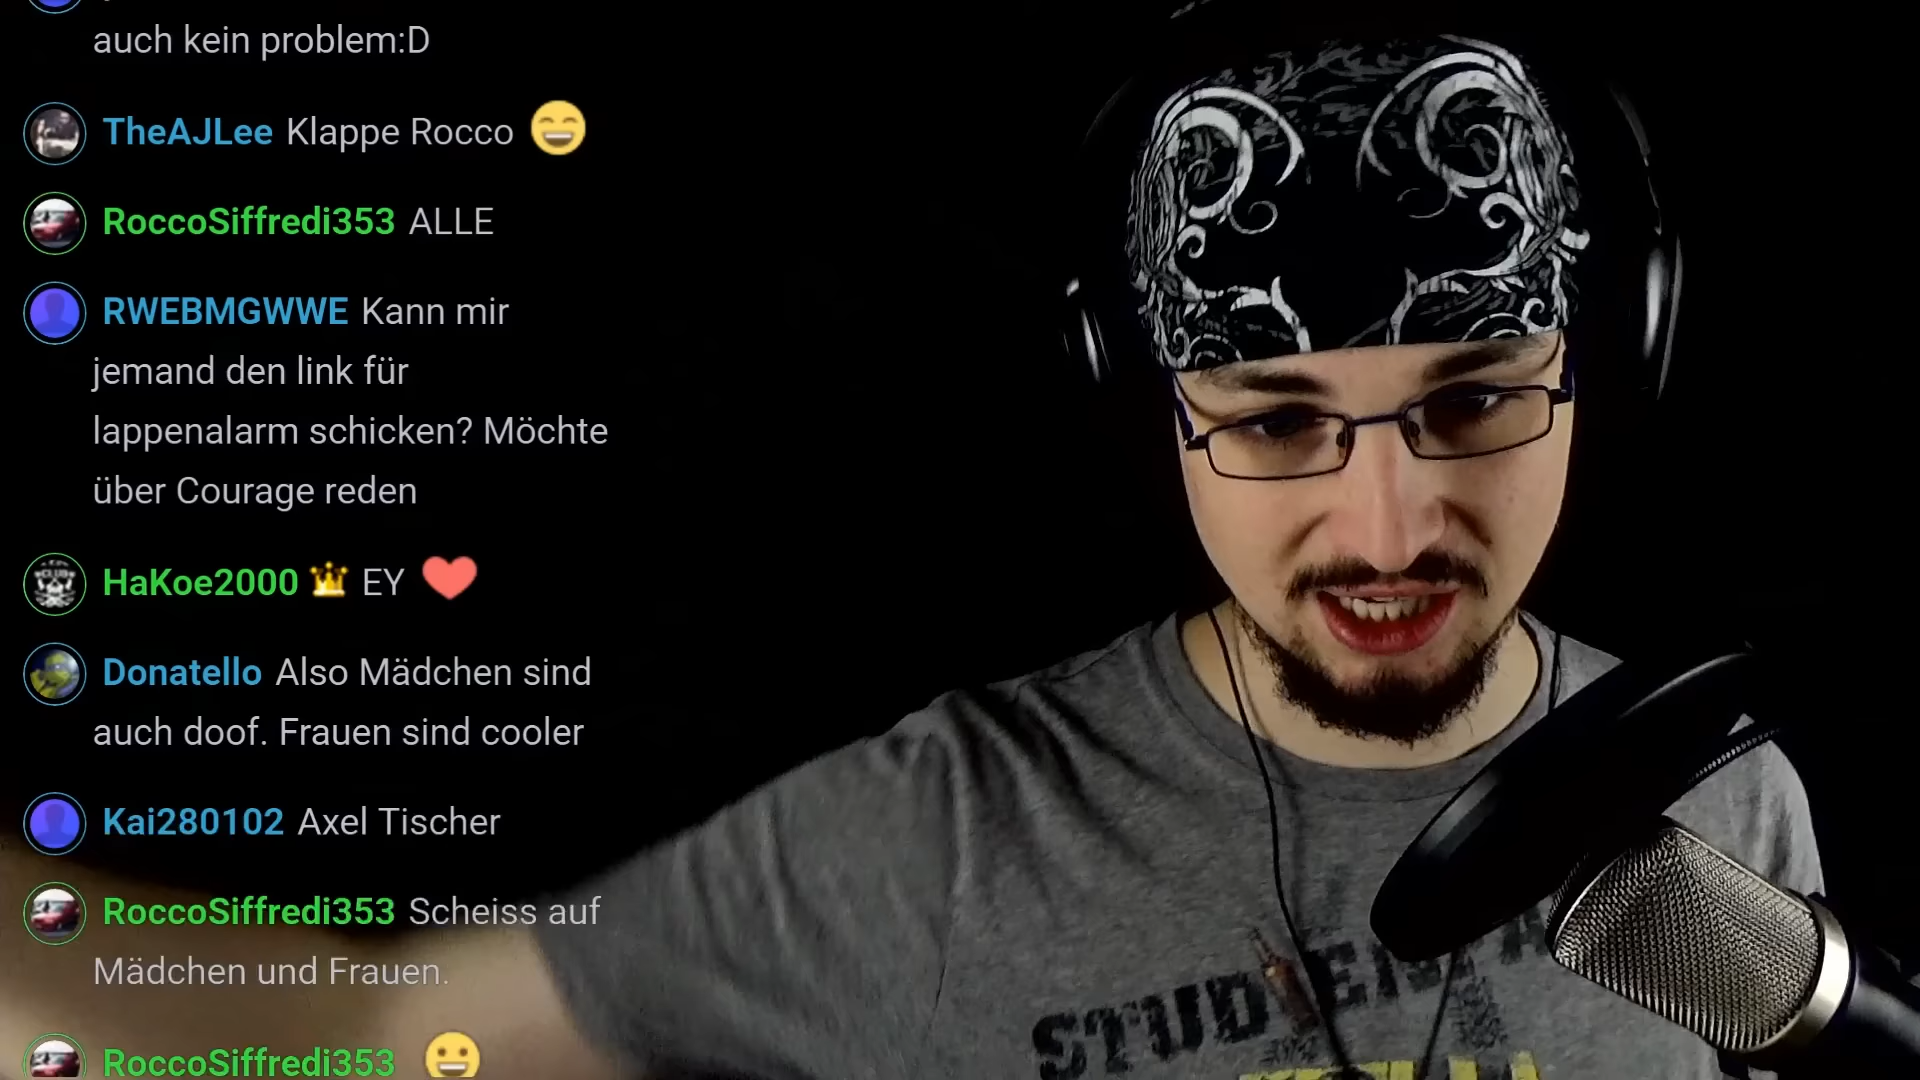 auch kein problem:D
TheAJLee Klappe Rocco
RoccoSiffredi353 ALLE
RWEBMGWWE Kann mir
jemand den link für
lappenalarm schicken? Möchte
über Courage reden
HaKoe2000 EY
Donatello Also Mädchen sind
auch doof. Frauen sind cooler
Kai280102 Axel Tischer
RoccoSiffredi353 Scheiss auf
Mädchen und Frauen.
RoccoSiffredi353